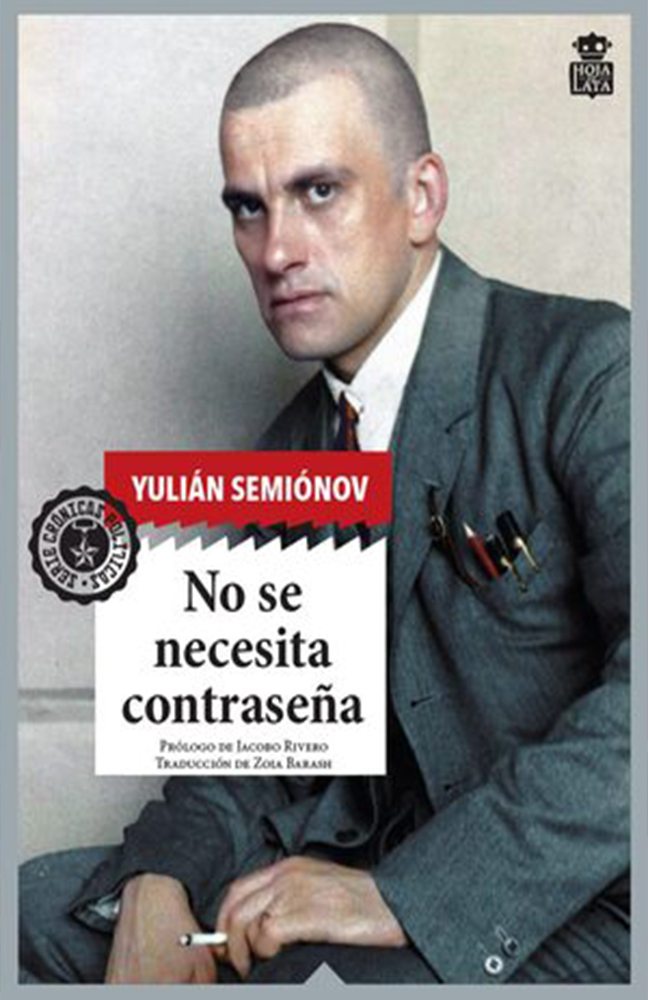 HOJA
DE
LATA
YULIÁN SEMIÓNOV
SERIE CRÓNICAS POLÍTICAS
No se
necesita
contraseña
Prólogo de Jacobo Rivero
Traducción de Zoia Barash